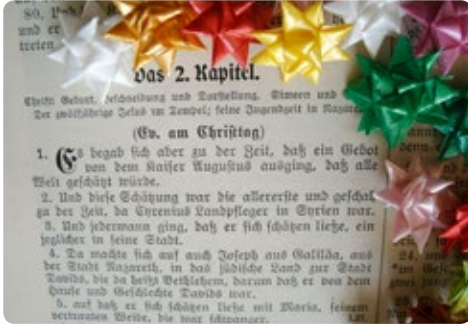 80, P
und er
treten
Das 2. Kapitel.
Christi Geburt, Beschneidung und Darstellung. Simeon und
Der zwölfjährige Jesus im Tempel; seine Jugendzeit in Nazareth
(Ev. am Christtag)
1. Es begab sich aber zu der Zeit, daß ein Gebot
von dem Kaiser Augustus ausging, daß alle
Welt geschätzt würde.
2. Und diese Schätzung war die allererste und geschah
zu der Zeit, da Cyrenius Landpfleger in Syrien war.
3. Und jedermann ging, daß er sich schätzen ließe, ein
jeglicher in seine Stadt.
4. Da machte sich auf auch Joseph aus Galiläa, aus
der Stadt Nazareth, in das jüdische Land zur Stadt
Davids, die da heißt Bethlehem, darum daß er von dem
Hause und Geschlechte Davids war,
5. auf daß er sich schätzen ließe mit Maria, seinem
vertrauten Weibe, die war schwanger.